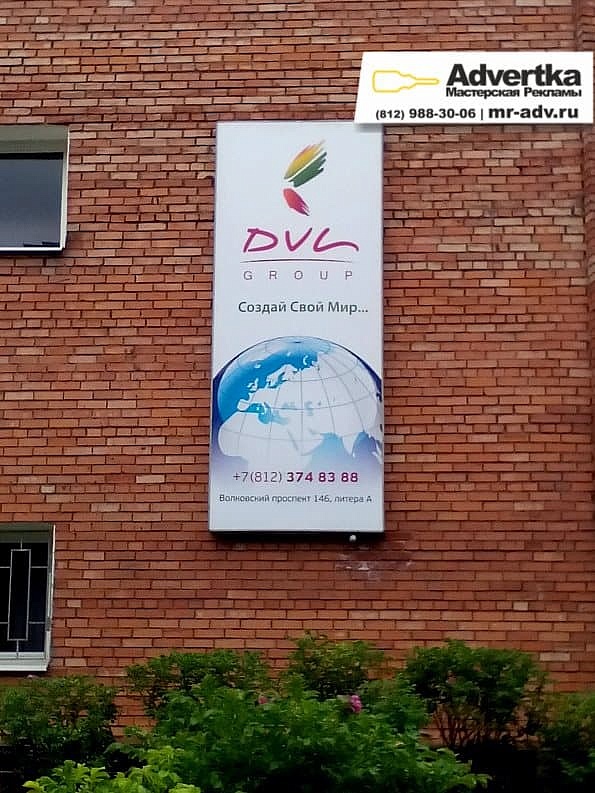 Advertka
Мастерская Рекламы
(812) 988-30-06 | mr-adv.ru
DVL
GROUP
Создай Свой Мир...
+7(812) 374 83 88
Волковский проспект 146, литера А